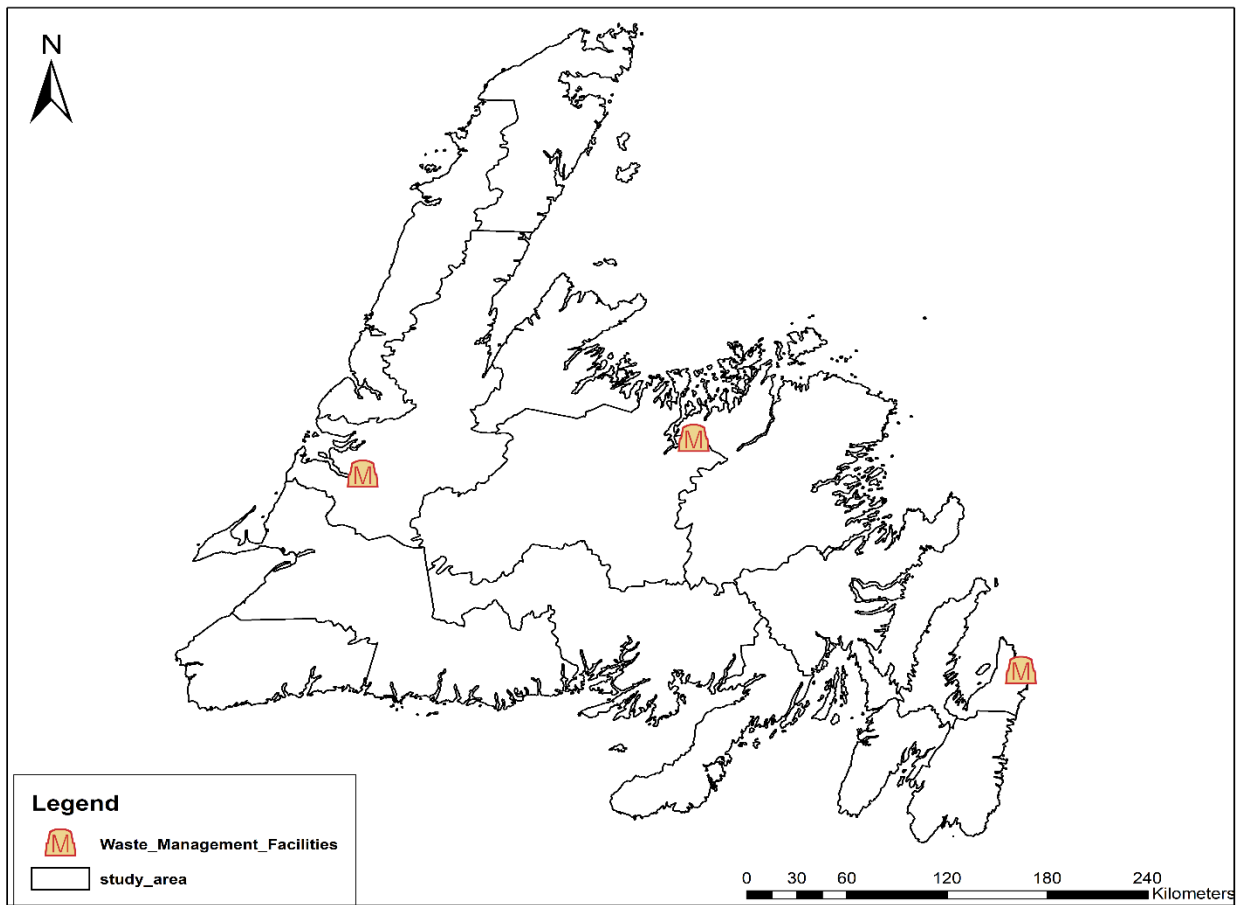 N
M
M
M
Legend
M Waste_Management_Facilities
study_area
0 30 60 120 180 240
Kilometers